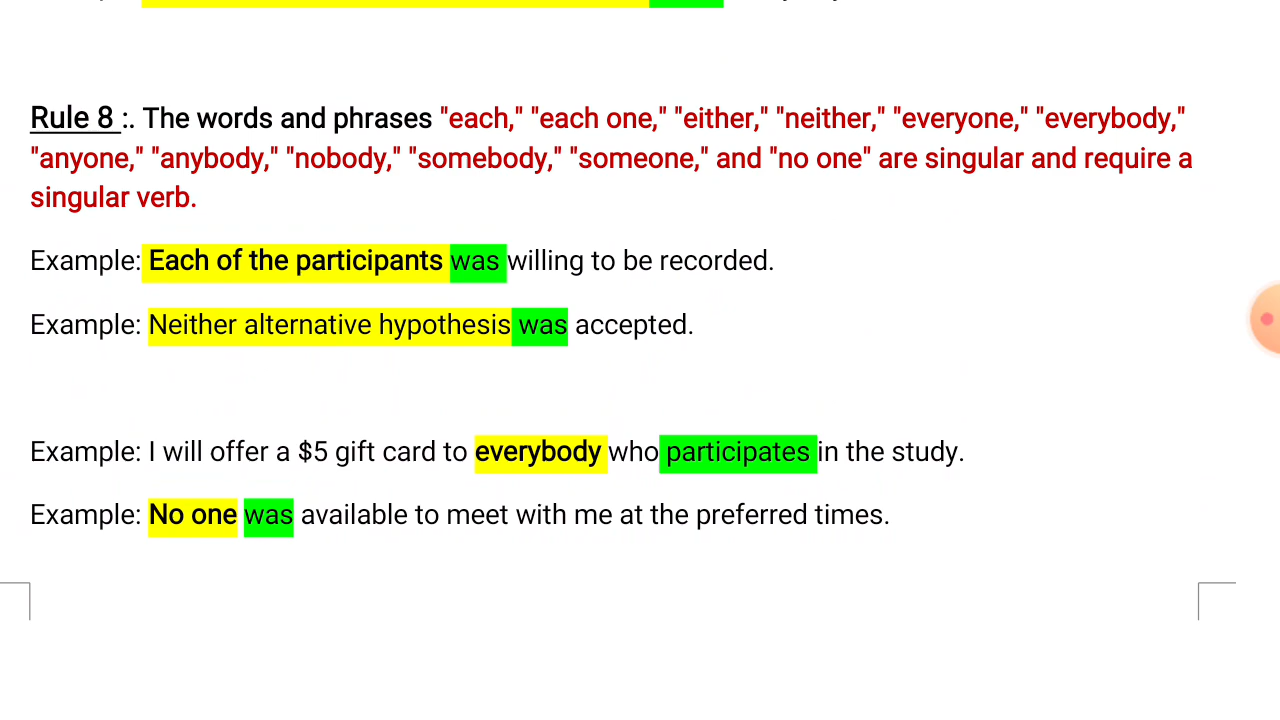 Rule 8 :. The words and phrases "each," "each one," "either," "neither," "everyone," "everybody,"
"anyone," "anybody," "nobody," "somebody," "someone," and "no one" are singular and require a
singular verb.
Example: Each of the participants was willing to be recorded.
Example: Neither alternative hypothesis was accepted.
Example: I will offer a $5 gift card to everybody who participates in the study.
Example: No one was available to meet with me at the preferred times.